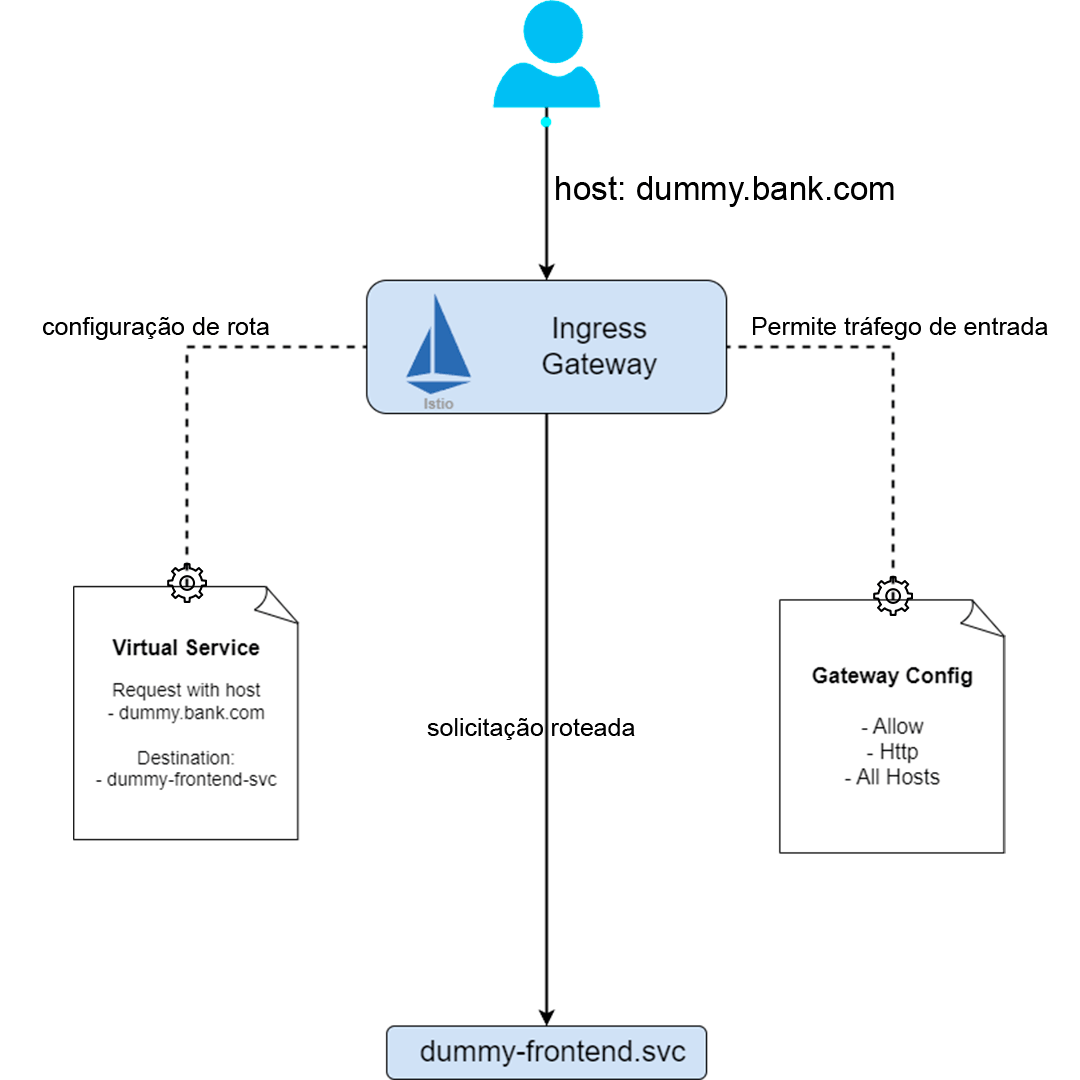 host: dummy.bank.com
configuração de rota
Ingress
Gateway
Istio
Permite tráfego de entrada
Virtual Service
Request with host
- dummy.bank.com
Destination:
- dummy-frontend-svc
Gateway Config
- Allow
- Http
- All Hosts
solicitação roteada
dummy-frontend.svc